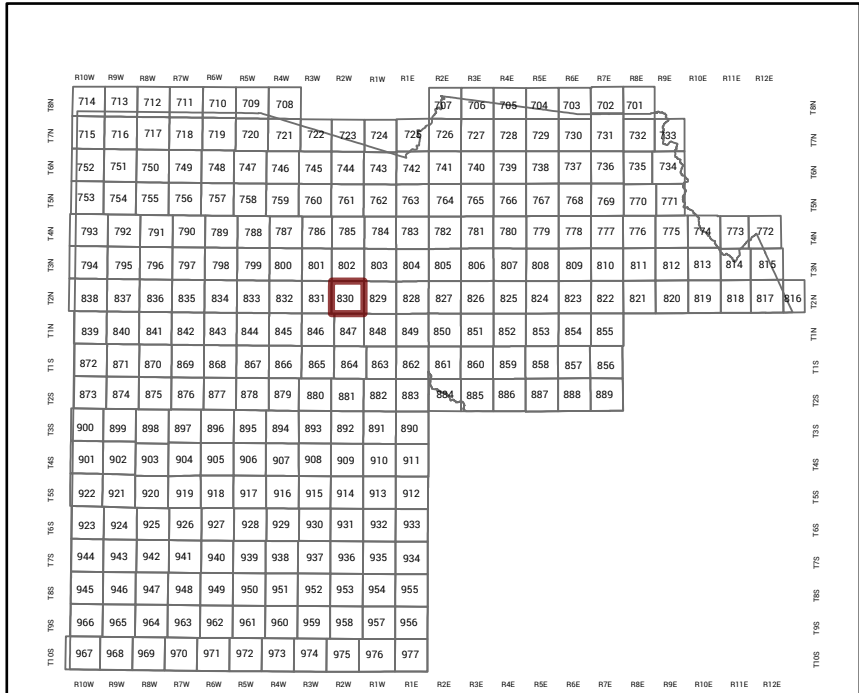 R10W R9W R8W R7W R6W R5W R4W R3W R2W R1W R1E R2E R3E R4E R5E R6E R7E R8E R9E R10E R11E R12E
T8N 714 713 712 711 710 709 708 707 706 705 704 703 702 701 T8N
T7N 715 716 717 718 719 720 721 722 723 724 725 726 727 728 729 730 731 732 733 T7N
T6N 752 751 750 749 748 747 746 745 744 743 742 741 740 739 738 737 736 735 734 T6N
T5N 753 754 755 756 757 758 759 760 761 762 763 764 765 766 767 768 769 770 771 T5N
T4N 793 792 791 790 789 788 787 786 785 784 783 782 781 780 779 778 777 776 775 774 773 772 T4N
T3N 794 795 796 797 798 799 800 801 802 803 804 805 806 807 808 809 810 811 812 813 814 815 T3N
T2N 838 837 836 835 834 833 832 831 830 829 828 827 826 825 824 823 822 821 820 819 818 817 816 T2N
T1N 839 840 841 842 843 844 845 846 847 848 849 850 851 852 853 854 855 T1N
T1S 872 871 870 869 868 867 866 865 864 863 862 861 860 859 858 857 856 T1S
T2S 873 874 875 876 877 878 879 880 881 882 883 884 885 886 887 888 889 T2S
T3S 900 899 898 897 896 895 894 893 892 891 890 T3S
T4S 901 902 903 904 905 906 907 908 909 910 911 T4S
T5S 922 921 920 919 918 917 916 915 914 913 912 T5S
T6S 923 924 925 926 927 928 929 930 931 932 933 T6S
T7S 944 943 942 941 940 939 938 937 936 935 934 T7S
T8S 945 946 947 948 949 950 951 952 953 954 955 T8S
T9S 966 965 964 963 962 961 960 959 958 957 956 T9S
T10S 967 968 969 970 971 972 973 974 975 976 977 T10S
R10W R9W R8W R7W R6W R5W R4W R3W R2W R1W R1E R2E R3E R4E R5E R6E R7E R8E R9E R10E R11E R12E